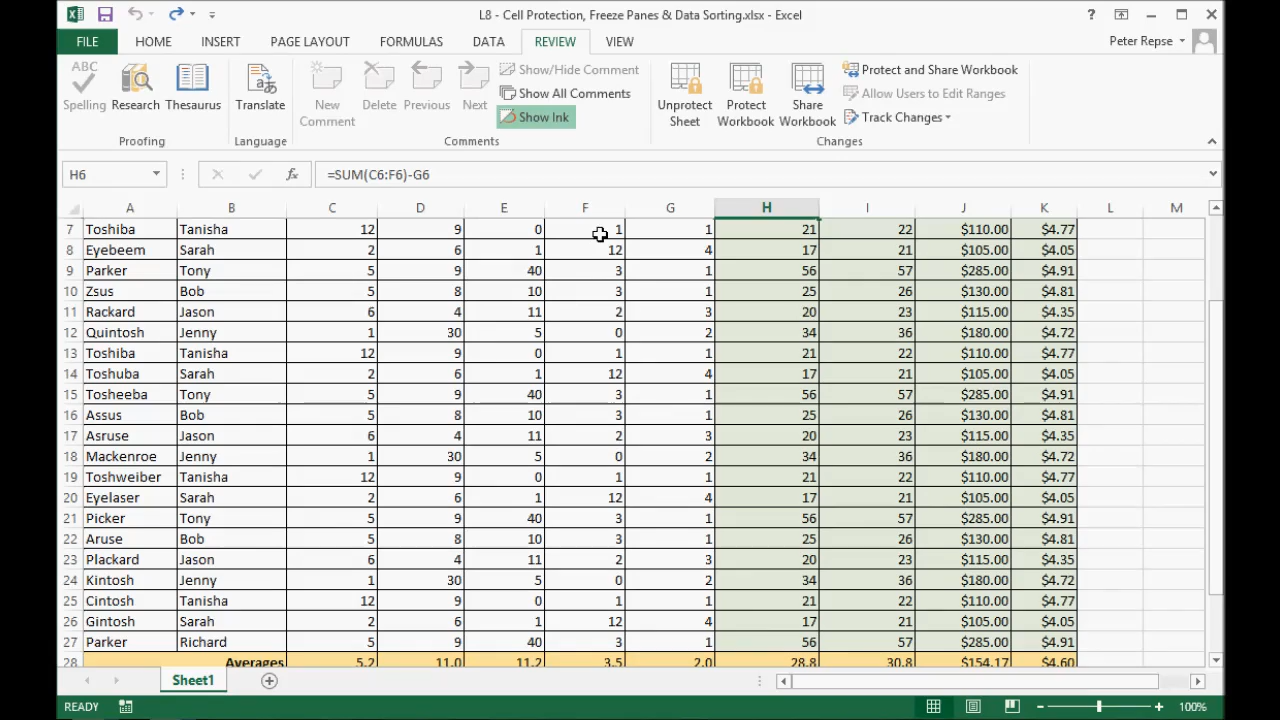 L8 - Cell Protection, Freeze Panes & Data Sorting.xlsx - Excel
FILE HOME INSERT PAGE LAYOUT FORMULAS DATA REVIEW VIEW Peter Repse
ABC
Spelling Research Thesaurus Translate New Comment Delete Previous Next
Show/Hide Comment
Show All Comments
Show Ink
Unprotect Sheet Protect Workbook Share Workbook
Protect and Share Workbook
Allow Users to Edit Ranges
Track Changes
Proofing Language Comments Changes
H6 fx =SUM(C6:F6)-G6
A B C D E F G H I J K L M
7 Toshiba Tanisha 12 9 0 1 1 21 22 $110.00 $4.77
8 Eyebeem Sarah 2 6 1 12 4 17 21 $105.00 $4.05
9 Parker Tony 5 9 40 3 1 56 57 $285.00 $4.91
10 Zsus Bob 5 8 10 3 1 25 26 $130.00 $4.81
11 Rackard Jason 6 4 11 2 3 20 23 $115.00 $4.35
12 Quintosh Jenny 1 30 5 0 2 34 36 $180.00 $4.72
13 Toshiba Tanisha 12 9 0 1 1 21 22 $110.00 $4.77
14 Toshuba Sarah 2 6 1 12 4 17 21 $105.00 $4.05
15 Tosheeba Tony 5 9 40 3 1 56 57 $285.00 $4.91
16 Assus Bob 5 8 10 3 1 25 26 $130.00 $4.81
17 Asruse Jason 6 4 11 2 3 20 23 $115.00 $4.35
18 Mackenroe Jenny 1 30 5 0 2 34 36 $180.00 $4.72
19 Toshweiber Tanisha 12 9 0 1 1 21 22 $110.00 $4.77
20 Eyelaser Sarah 2 6 1 12 4 17 21 $105.00 $4.05
21 Picker Tony 5 9 40 3 1 56 57 $285.00 $4.91
22 Aruse Bob 5 8 10 3 1 25 26 $130.00 $4.81
23 Plackard Jason 6 4 11 2 3 20 23 $115.00 $4.35
24 Kintosh Jenny 1 30 5 0 2 34 36 $180.00 $4.72
25 Cintosh Tanisha 12 9 0 1 1 21 22 $110.00 $4.77
26 Gintosh Sarah 2 6 1 12 4 17 21 $105.00 $4.05
27 Parker Richard 5 9 40 3 1 56 57 $285.00 $4.91
28 Averages 5.2 11.0 11.2 3.5 2.0 28.8 30.8 $154.17 $4.60
Sheet1
READY 100%